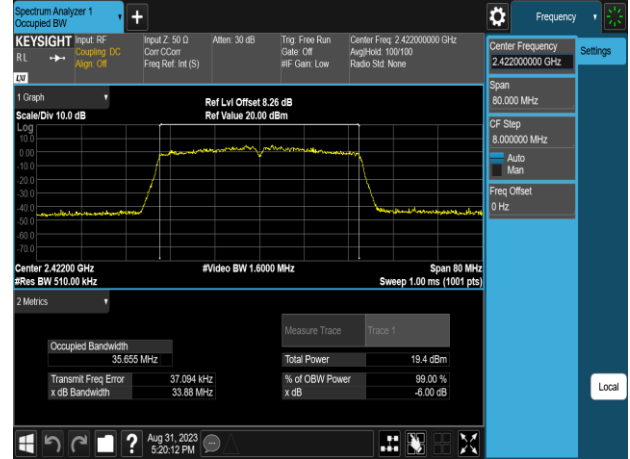 Spectrum Analyzer 1
Occupied BW
Frequency
KEYSIGHT
RL
LXI
Input: RF
Coupling: DC
Align: Off
Input Z: 50 Ω
Corr CCorr
Freq Ref: Int (S)
Atten: 30 dB
Trig: Free Run
Gate: Off
#IF Gain: Low
Center Freq: 2.422000000 GHz
Avg|Hold: 100/100
Radio Std: None
Center Frequency
2.422000000 GHz
Settings
Span
80.000 MHz
CF Step
8.000000 MHz
Auto
Man
Freq Offset
0 Hz
Local
1 Graph
Scale/Div 10.0 dB
Ref Lvl Offset 8.26 dB
Ref Value 20.00 dBm
Log
10.0
0.00
-10.0
-20.0
-30.0
-40.0
-50.0
-60.0
-70.0
Center 2.42200 GHz
#Res BW 510.00 kHz
#Video BW 1.6000 MHz
Span 80 MHz
Sweep 1.00 ms (1001 pts)
2 Metrics
Measure Trace
Trace 1
Occupied Bandwidth
35.655 MHz
Total Power
19.4 dBm
Transmit Freq Error
37.094 kHz
% of OBW Power
99.00 %
x dB Bandwidth
33.88 MHz
x dB
-6.00 dB
?
Aug 31, 2023
5:20:12 PM